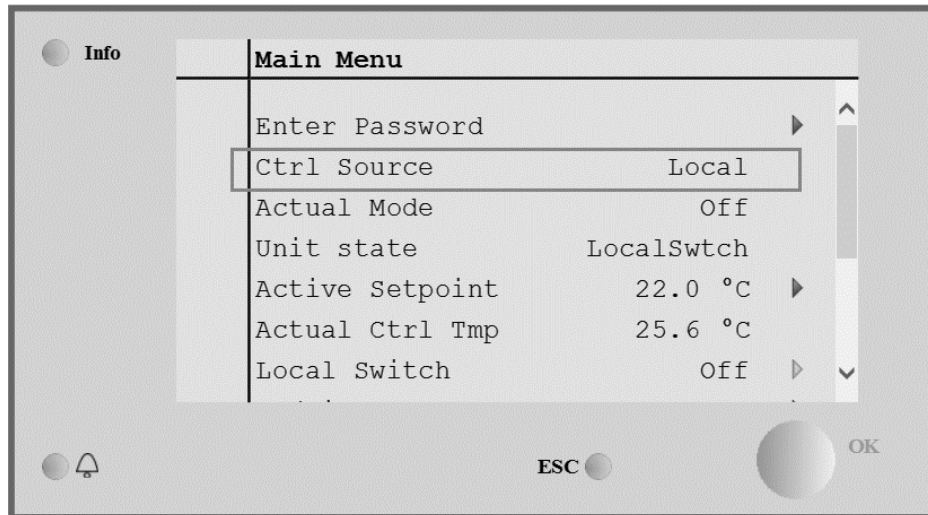 Info
Main Menu
Enter Password
Ctrl Source Local
Actual Mode Off
Unit state LocalSwtch
Active Setpoint 22.0 °C
Actual Ctrl Tmp 25.6 °C
Local Switch Off
OK
ESC